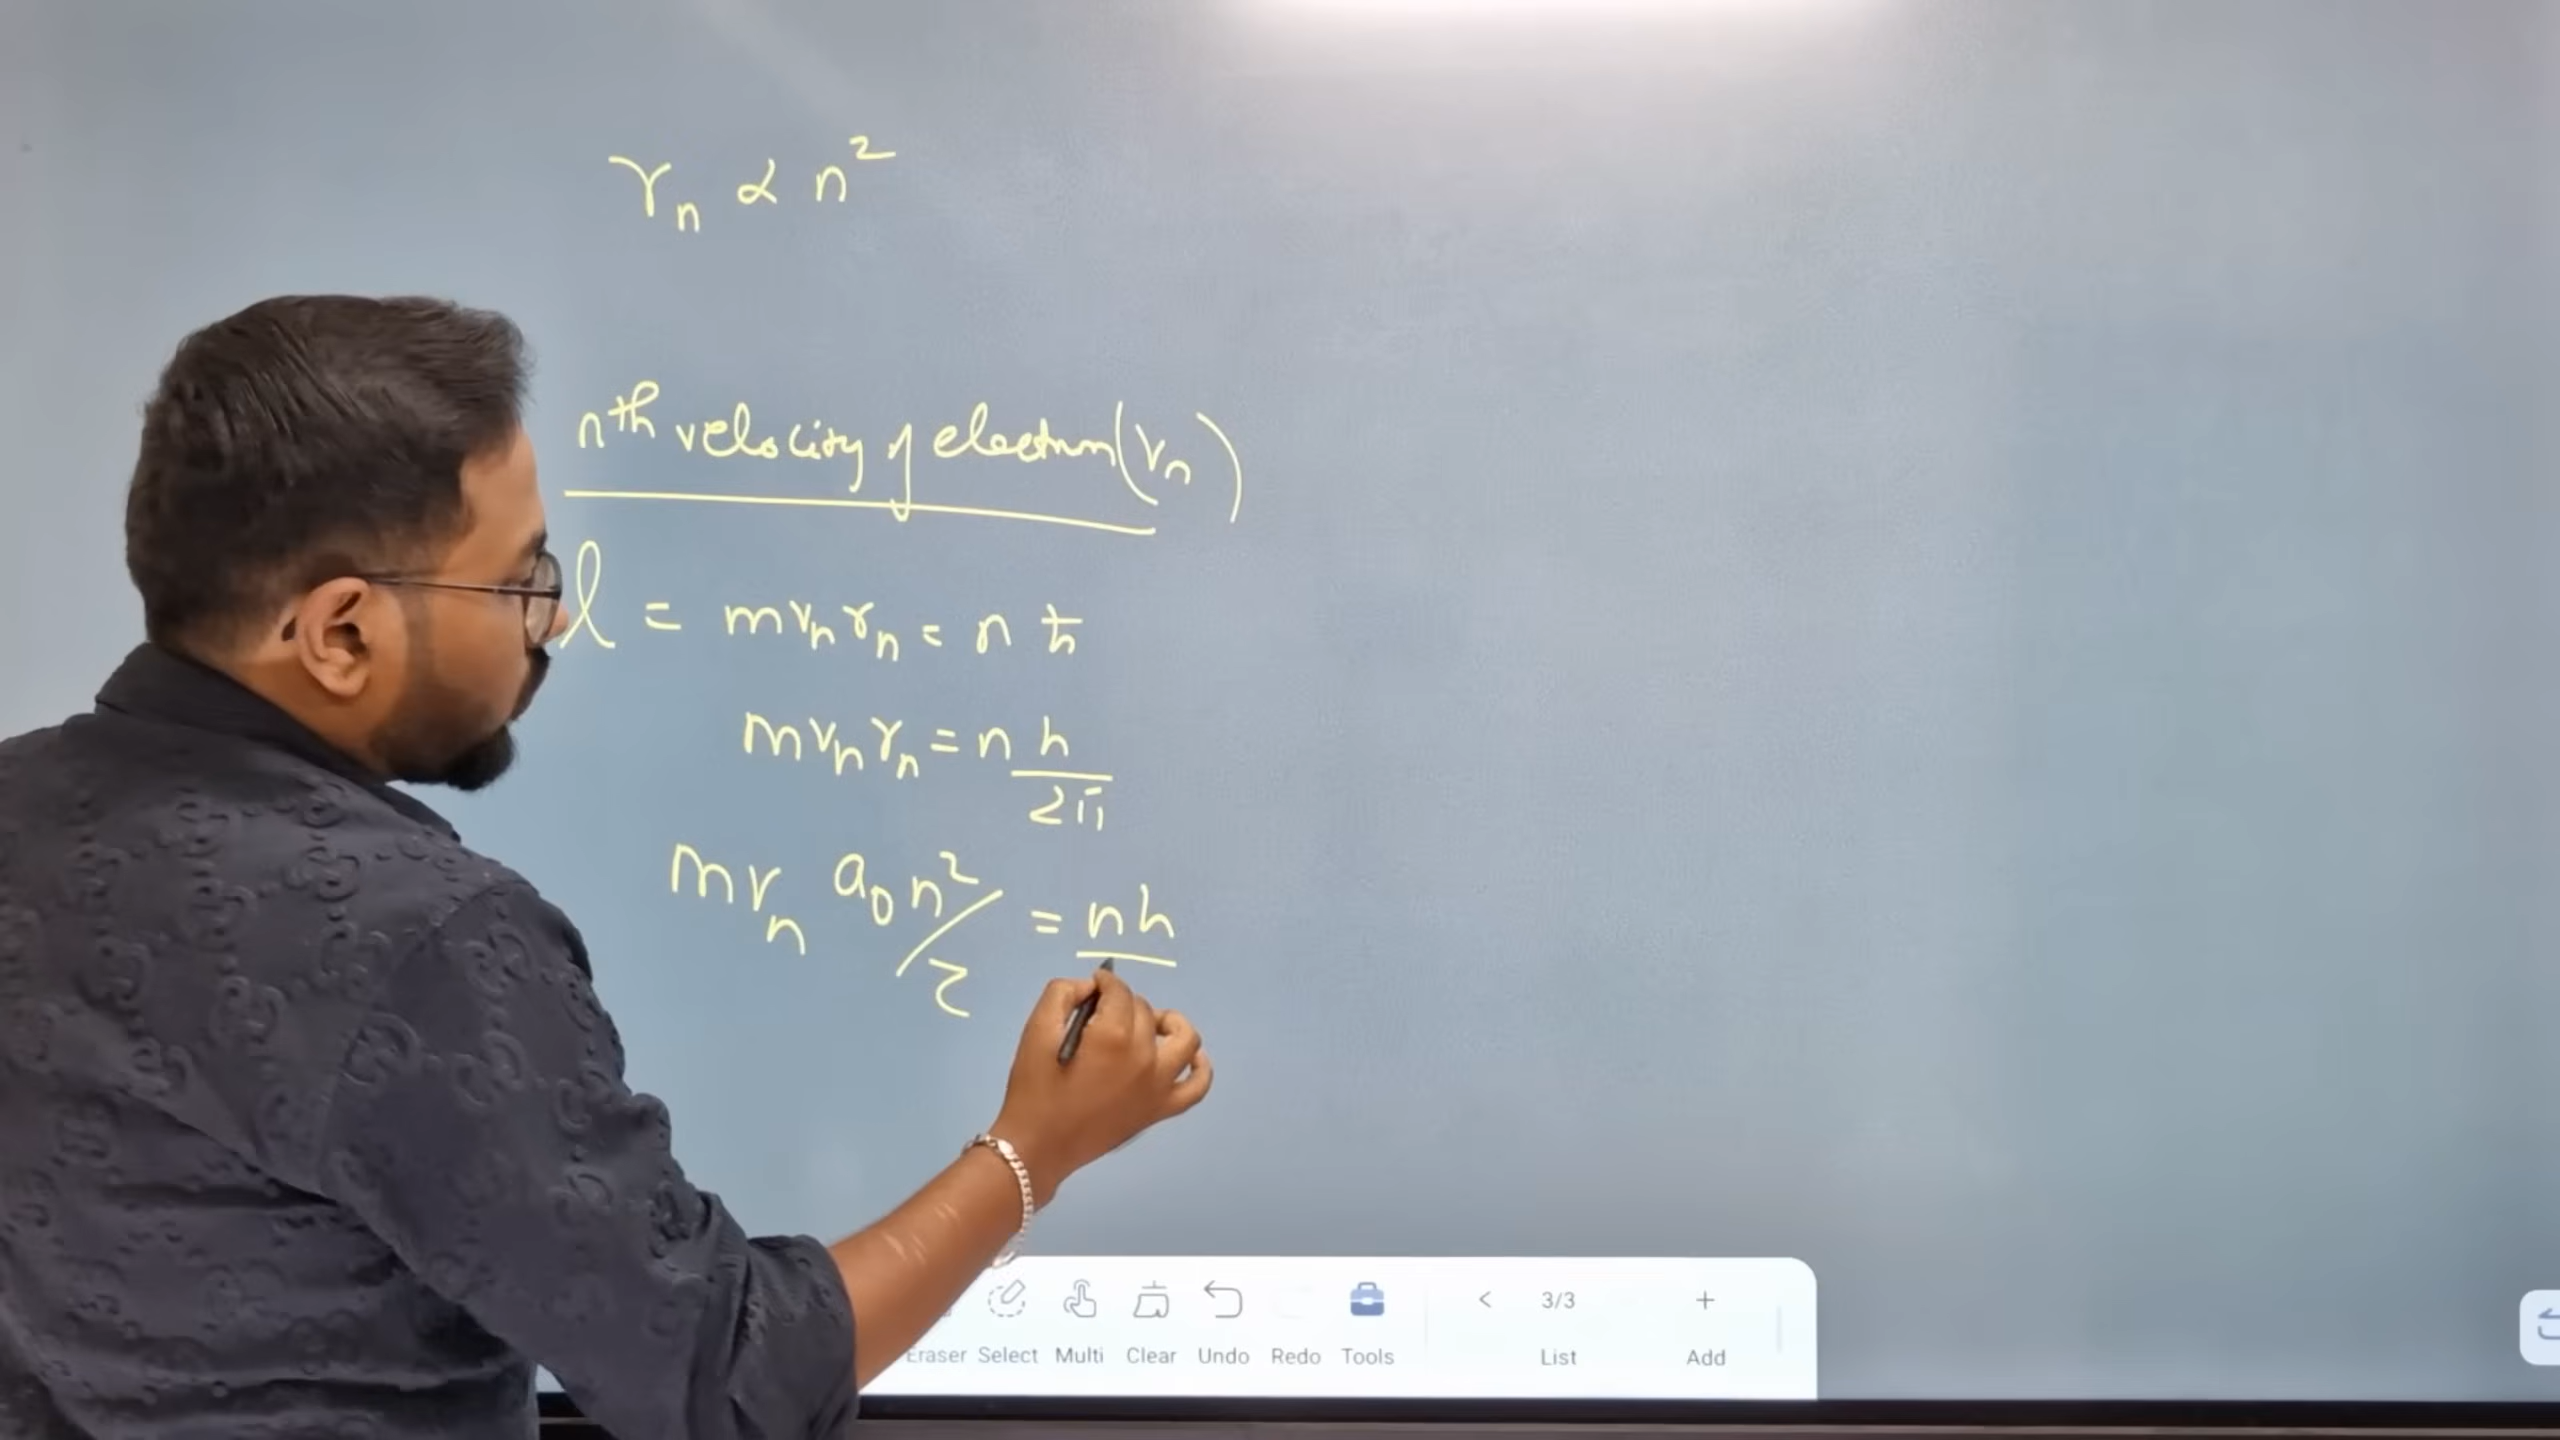 rₙ ∝ n²
nth velocity of electron (vₙ)
l = mvₙrₙ = nħ
mvₙrₙ = n h/2π
mvₙ a₀n²/z = nh
Eraser Select Multi Clear Undo Redo Tools < 3/3 List + Add